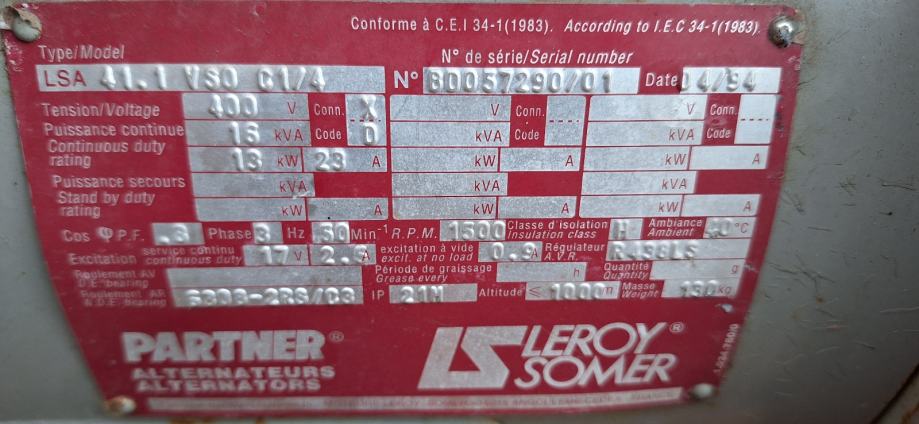 Conforme à C.E.I 34-1(1983). According to I.E.C 34-1(1983)
Type/Model N° de série/Serial number
LSA 41.1 VSO C1/4 N° 80057290/01 Date 04/94
Tension/Voltage 400 V Conn. X V Conn. V Conn.
Puissance continue 16 kVA Code 0 kVA Code kVA Code
Continuous duty
rating 13 kW 23 A kW A kW A
Puissance secours kVA kVA kVA
Stand by duty
rating kW A kW A kW A
Cos φ P.F. .8 Phase 3 Hz 50 Min-1 R.P.M. 1500 Classe d'isolation H Ambiance 40 °C
Insulation class Ambient
Excitation service continu 17 V A excitation à vide 0.9 A Régulateur
continuous duty excit. at no load A.V.R.
Roulement AV Période de graissage h Quantité g
D.E. bearing Grease every Quantity
Roulement AR 6308-2RS/C3 IP 21M Altitude ≤ 1000 m Masse 130 kg
N.D.E. bearing Weight
PARTNER®
ALTERNATEURS
ALTERNATORS
LS LEROY®
SOMER